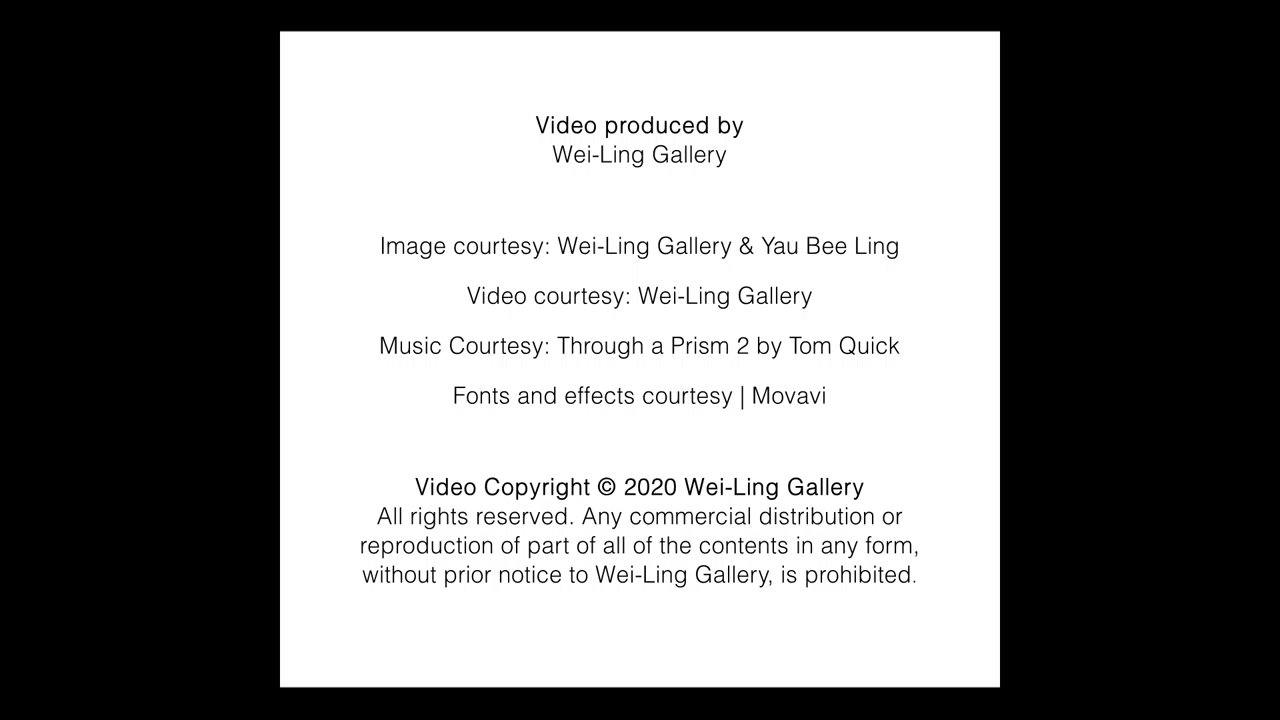 Video produced by
Wei-Ling Gallery
Image courtesy: Wei-Ling Gallery & Yau Bee Ling
Video courtesy: Wei-Ling Gallery
Music Courtesy: Through a Prism 2 by Tom Quick
Fonts and effects courtesy | Movavi
Video Copyright © 2020 Wei-Ling Gallery
All rights reserved. Any commercial distribution or
reproduction of part of all of the contents in any form,
without prior notice to Wei-Ling Gallery, is prohibited.